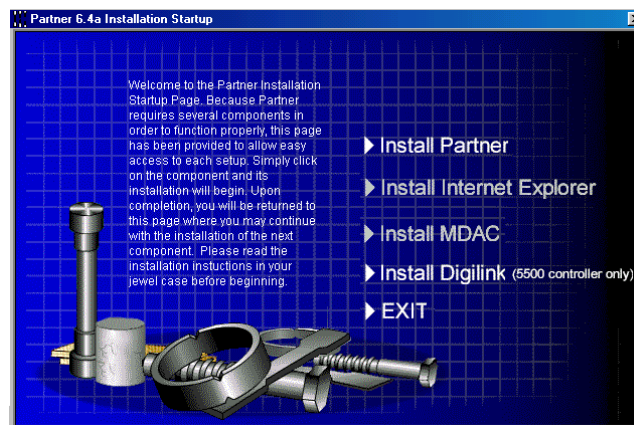 Partner 6.4a Installation Startup
Welcome to the Partner Installation
Startup Page. Because Partner
requires several components in
order to function properly, this page
has been provided to allow easy
access to each setup. Simply click
on the component and its
installation will begin. Upon
completion, you will be returned to
this page where you may continue
with the installation of the next
component. Please read the
installation instuctions in your
jewel case before beginning.
Install Partner
Install Internet Explorer
Install MDAC
Install Digilink (5500 controller only)
EXIT